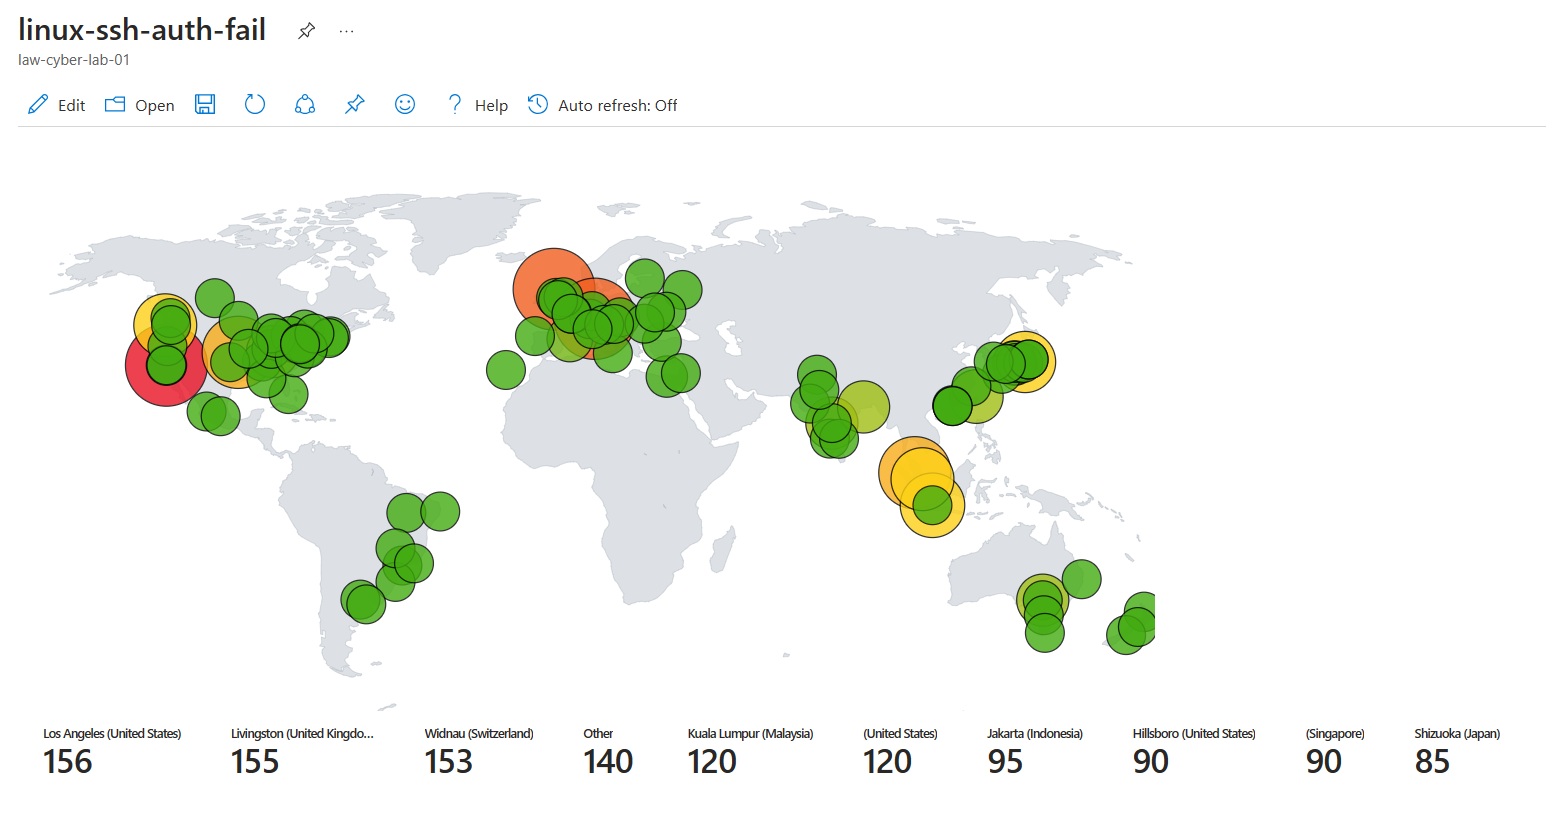 linux-ssh-auth-fail
law-cyber-lab-01
Edit Open Help Auto refresh: Off
Los Angeles (United States) Livingston (United Kingdo... Widnau (Switzerland) Other Kuala Lumpur (Malaysia) (United States) Jakarta (Indonesia) Hillsboro (United States) (Singapore) Shizuoka (Japan)
156 155 153 140 120 120 95 90 90 85